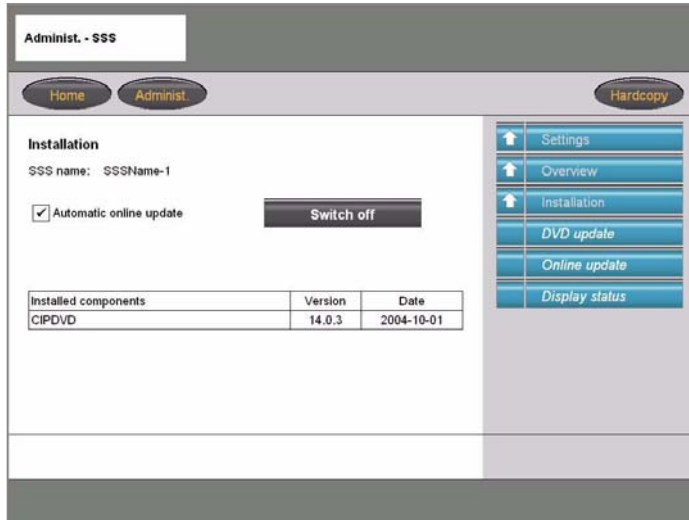 Administ. - SSS
Home
Administ.
Hardcopy
Installation
SSS name: SSSName-1
Automatic online update
Switch off
Installed components Version Date
CIPDVD 14.0.3 2004-10-01
Settings
Overview
Installation
DVD update
Online update
Display status